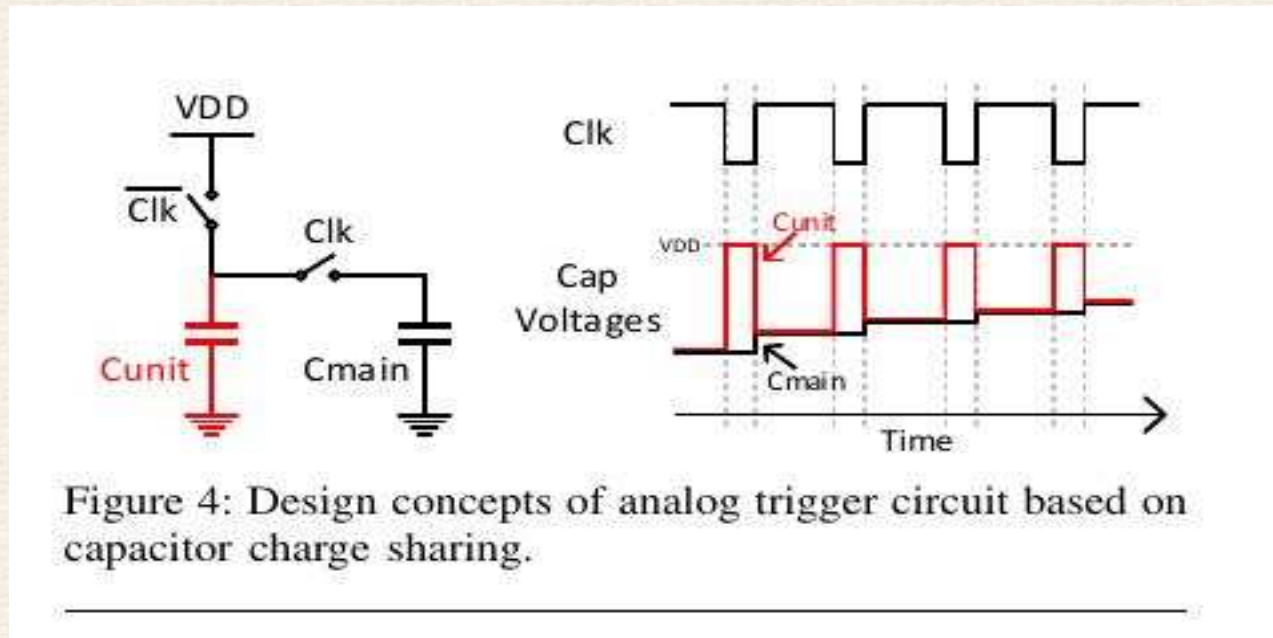 VDD
Clk
Clk
Cunit
Cmain
Clk
VDD
Cunit
Cap
Voltages
Cmain
Time
Figure 4: Design concepts of analog trigger circuit based on
capacitor charge sharing.